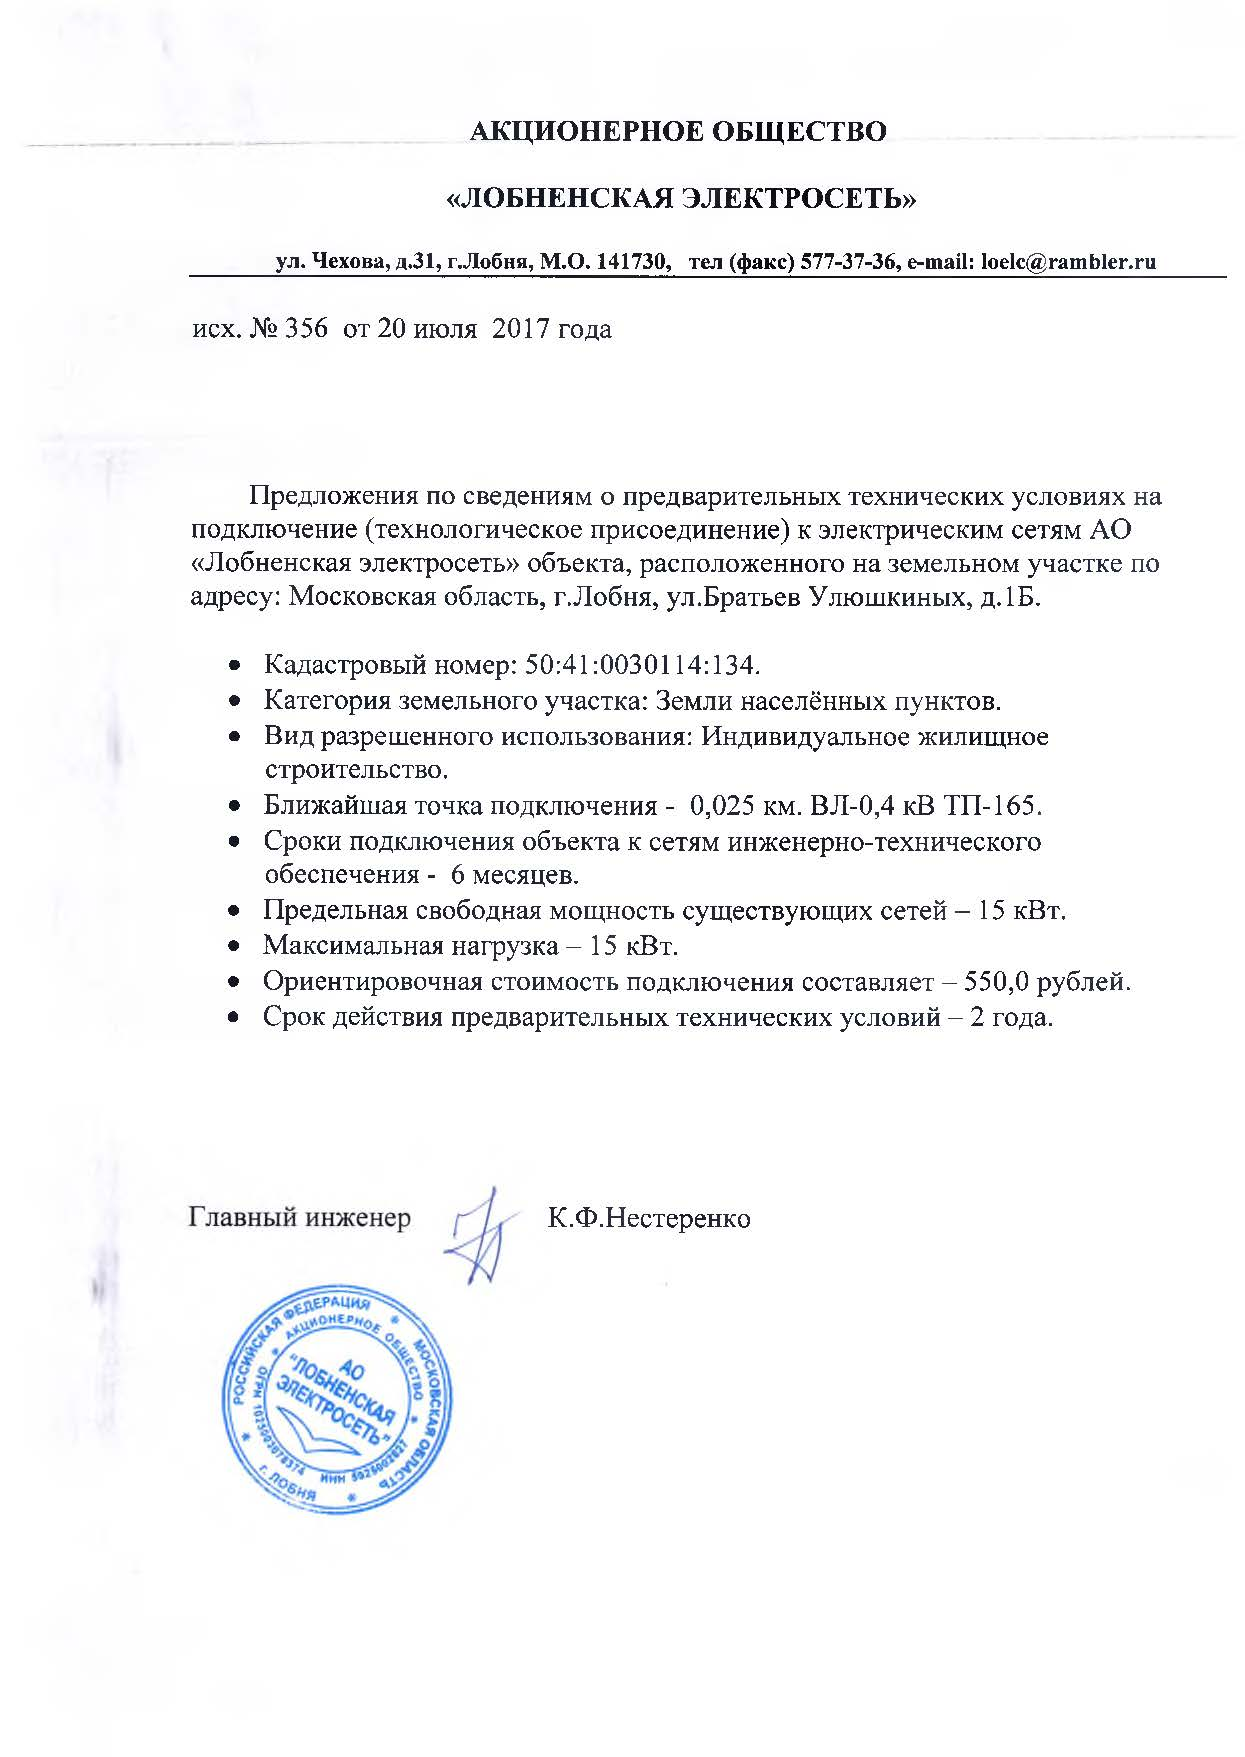 АКЦИОНЕРНОЕ ОБЩЕСТВО
«ЛОБНЕНСКАЯ ЭЛЕКТРОСЕТЬ»
ул. Чехова, д.31, г.Лобня, М.О. 141730, тел (факс) 577-37-36, e-mail: loelc@rambler.ru
исх. № 356 от 20 июля 2017 года
Предложения по сведениям о предварительных технических условиях на
подключение (технологическое присоединение) к электрическим сетям АО
«Лобненская электросеть» объекта, расположенного на земельном участке по
адресу: Московская область, г.Лобня, ул.Братьев Улюшкиных, д.1Б.
• Кадастровый номер: 50:41:0030114:134.
• Категория земельного участка: Земли населённых пунктов.
• Вид разрешенного использования: Индивидуальное жилищное
строительство.
• Ближайшая точка подключения - 0,025 км. ВЛ-0,4 кВ ТП-165.
• Сроки подключения объекта к сетям инженерно-технического
обеспечения - 6 месяцев.
• Предельная свободная мощность существующих сетей – 15 кВт.
• Максимальная нагрузка – 15 кВт.
• Ориентировочная стоимость подключения составляет – 550,0 рублей.
• Срок действия предварительных технических условий – 2 года.
Главный инженер К.Ф.Нестеренко
РОССИЙСКАЯ ФЕДЕРАЦИЯ * МОСКОВСКАЯ ОБЛАСТЬ * г. ЛОБНЯ *
* АКЦИОНЕРНОЕ ОБЩЕСТВО *
ОГРН ИНН
АО
"ЛОБНЕНСКАЯ
ЭЛЕКТРОСЕТЬ"